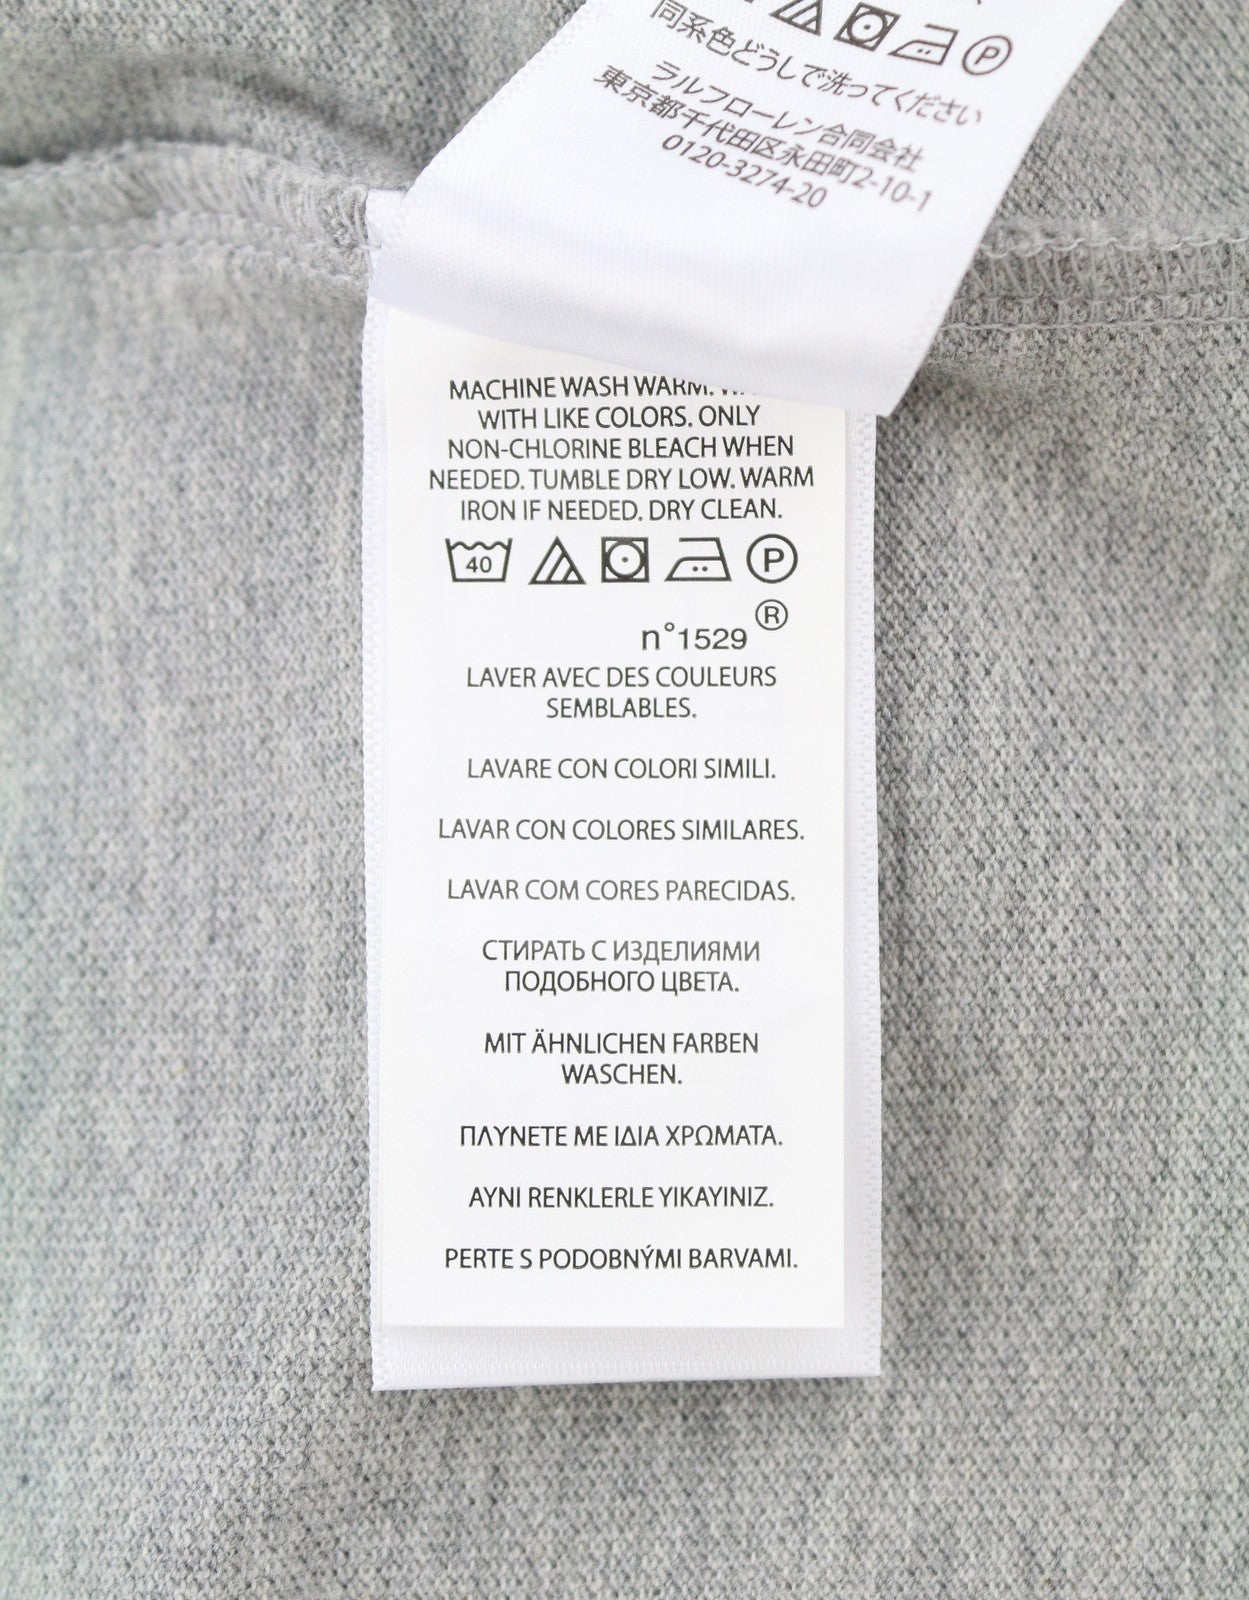 同系色どうしで洗ってください
ラルフローレン合同会社
東京都千代田区永田町2-10-1
0120-3274-20
MACHINE WASH WARM.
WITH LIKE COLORS. ONLY
NON-CHLORINE BLEACH WHEN
NEEDED. TUMBLE DRY LOW. WARM
IRON IF NEEDED. DRY CLEAN.
40 P
n°1529 ®
LAVER AVEC DES COULEURS
SEMBLABLES.
LAVARE CON COLORI SIMILI.
LAVAR CON COLORES SIMILARES.
LAVAR COM CORES PARECIDAS.
СТИРАТЬ С ИЗДЕЛИЯМИ
ПОДОБНОГО ЦВЕТА.
MIT ÄHNLICHEN FARBEN
WASCHEN.
ΠΛΥΝΕΤΕ ΜΕ ΙΔΙΑ ΧΡΩΜΑΤΑ.
AYNI RENKLERLE YIKAYINIZ.
PERTE S PODOBNÝMI BARVAMI.